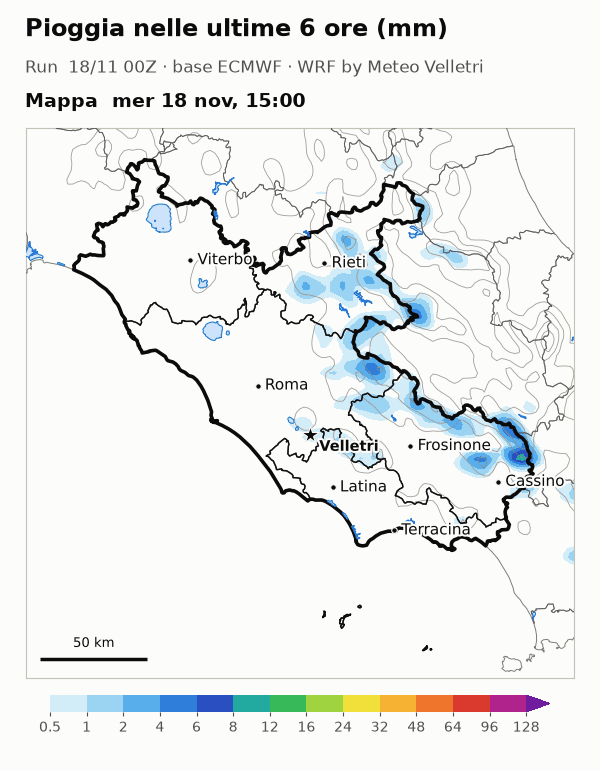 Pioggia nelle ultime 6 ore (mm)
Run  18/11 00Z · base ECMWF · WRF by Meteo Velletri
Mappa  mer 18 nov, 15:00
Viterbo
Rieti
Roma
Velletri
Frosinone
Cassino
Latina
Terracina
50 km
0.5 1 2 4 6 8 12 16 24 32 48 64 96 128